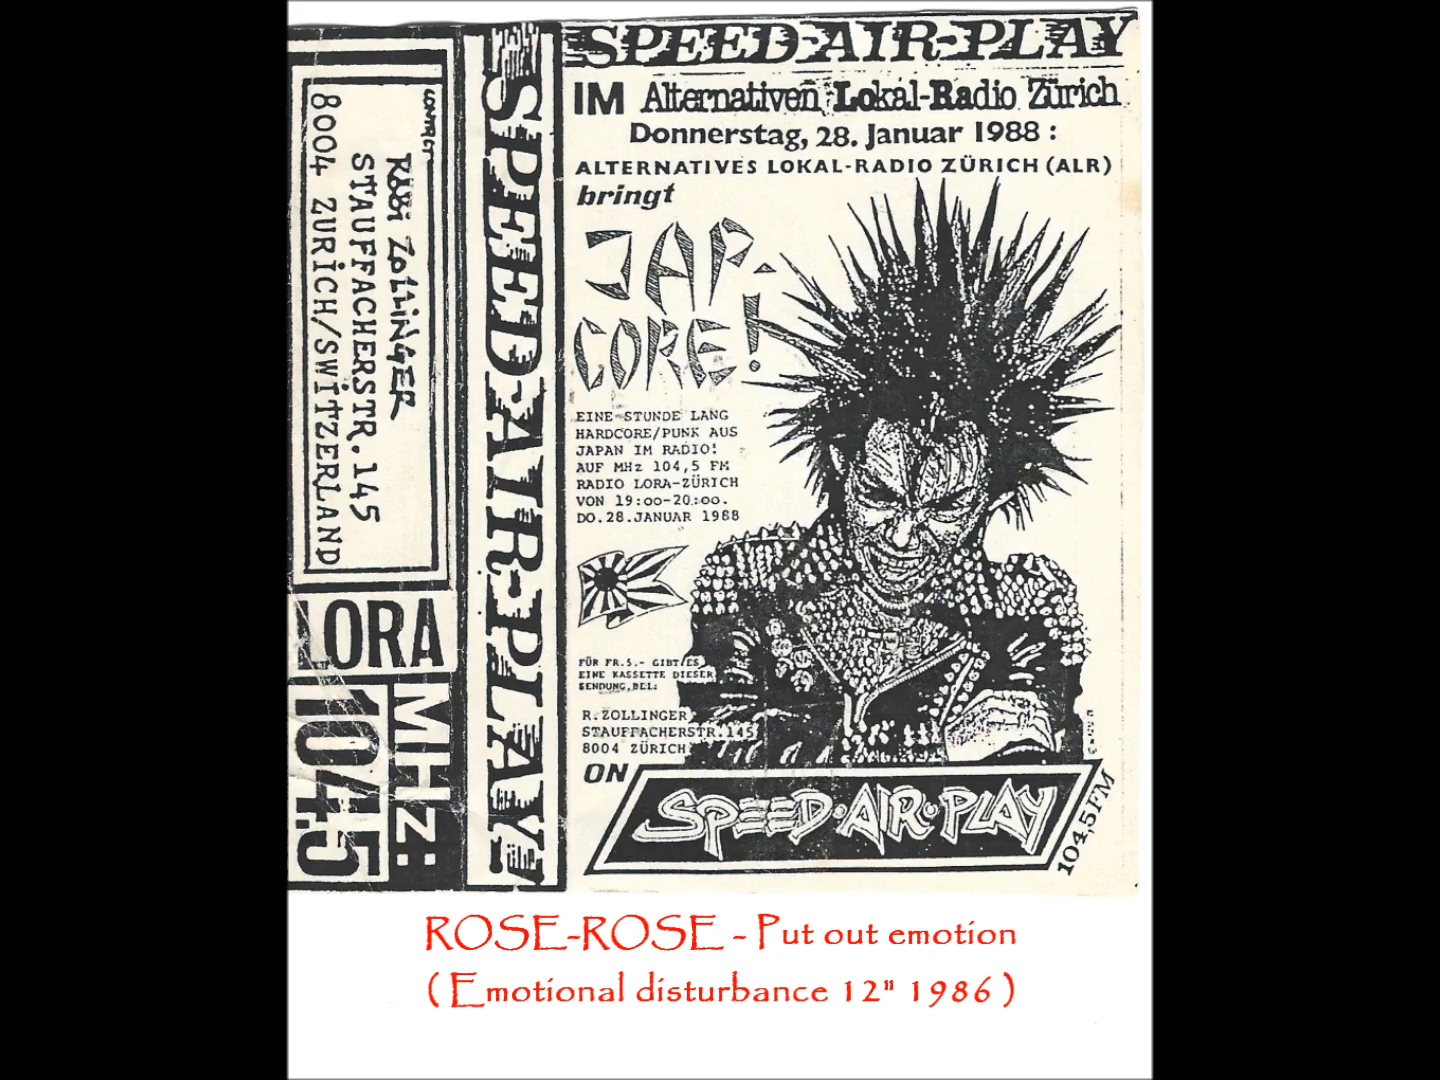 CONTACT
RÖBI ZOLLINGER
STAUFFACHERSTR.145
8004 ZURICH/SWITZERLAND
LORA
MHz:
104.5
SPEED-AIR-PLAY!
SPEED-AIR-PLAY
IM Alternativen Lokal-Radio Zürich
Donnerstag, 28. Januar 1988 :
ALTERNATIVES LOKAL-RADIO ZÜRICH (ALR)
bringt
JAP-
CORE!
EINE STUNDE LANG
HARDCORE/PUNK AUS
JAPAN IM RADIO!
AUF MHz 104,5 FM
RADIO LORA-ZÜRICH
VON 19:00-20:00.
DO.28.JANUAR 1988
FÜR FR.5.- GIBT ES
EINE KASSETTE DIESER
SENDUNG,BEI:
R.ZOLLINGER
STAUFFACHERSTR.145
8004 ZÜRICH
ON
SPEED·AIR·PLAY
104,5 FM
ROSE-ROSE - Put out emotion
( Emotional disturbance 12" 1986 )